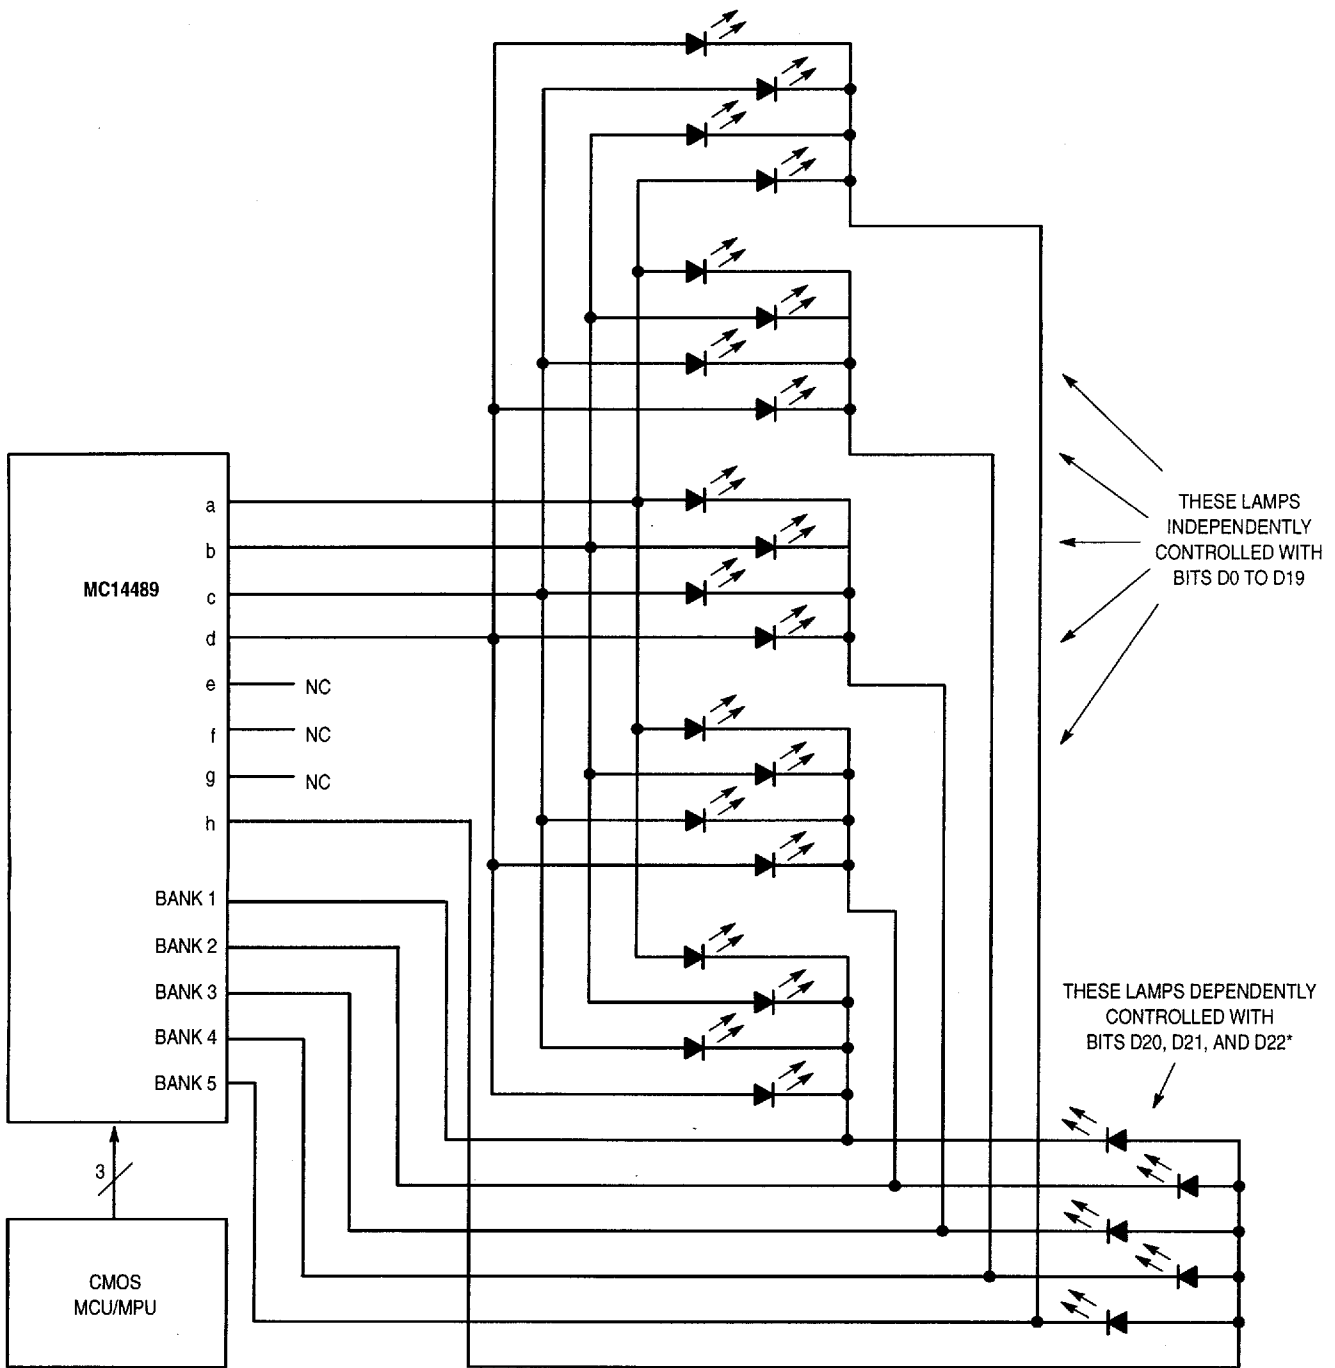 MC14489
a
b
c
d
e
f
g
h
NC
NC
NC
BANK 1
BANK 2
BANK 3
BANK 4
BANK 5
3
CMOS
MCU/MPU
THESE LAMPS
INDEPENDENTLY
CONTROLLED WITH
BITS D0 TO D19
THESE LAMPS DEPENDENTLY
CONTROLLED WITH
BITS D20, D21, AND D22*